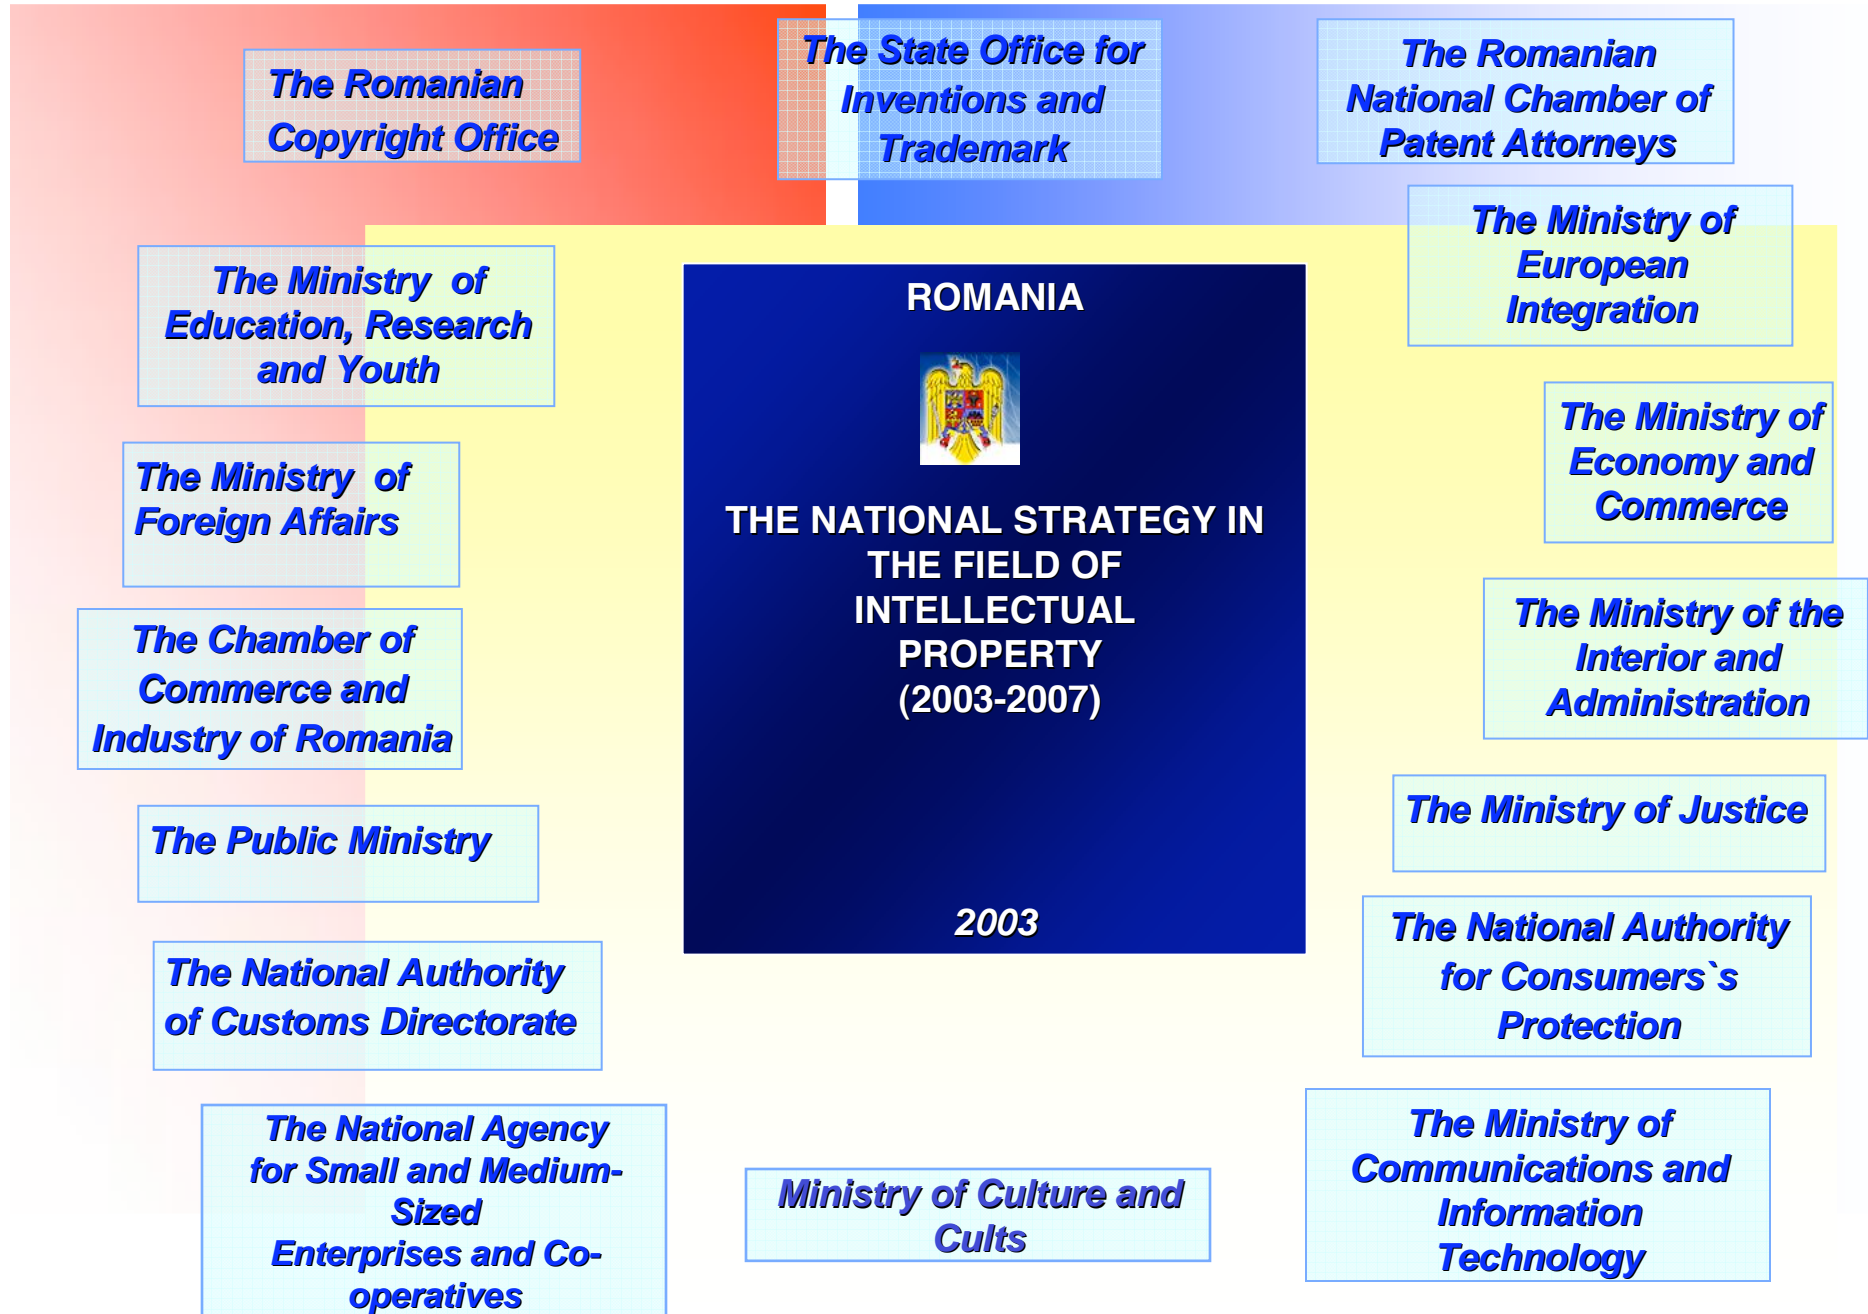 The Romanian
Copyright Office
The State Office for
Inventions and
Trademark
The Romanian
National Chamber of
Patent Attorneys
The Ministry of
European
Integration
The Ministry  of
Education, Research
and Youth
ROMANIA
THE NATIONAL STRATEGY IN
THE FIELD OF
INTELLECTUAL
PROPERTY
(2003-2007)
2003
The Ministry of
Economy and
Commerce
The Ministry  of
Foreign Affairs
The Ministry of the
Interior and
Administration
The Chamber of
Commerce and
Industry of Romania
The Ministry of Justice
The Public Ministry
The National Authority
for Consumers`s
Protection
The National Authority
of Customs Directorate
The Ministry of
Communications and
Information
Technology
The National Agency
for Small and Medium-
Sized
Enterprises and Co-
operatives
Ministry of Culture and
Cults